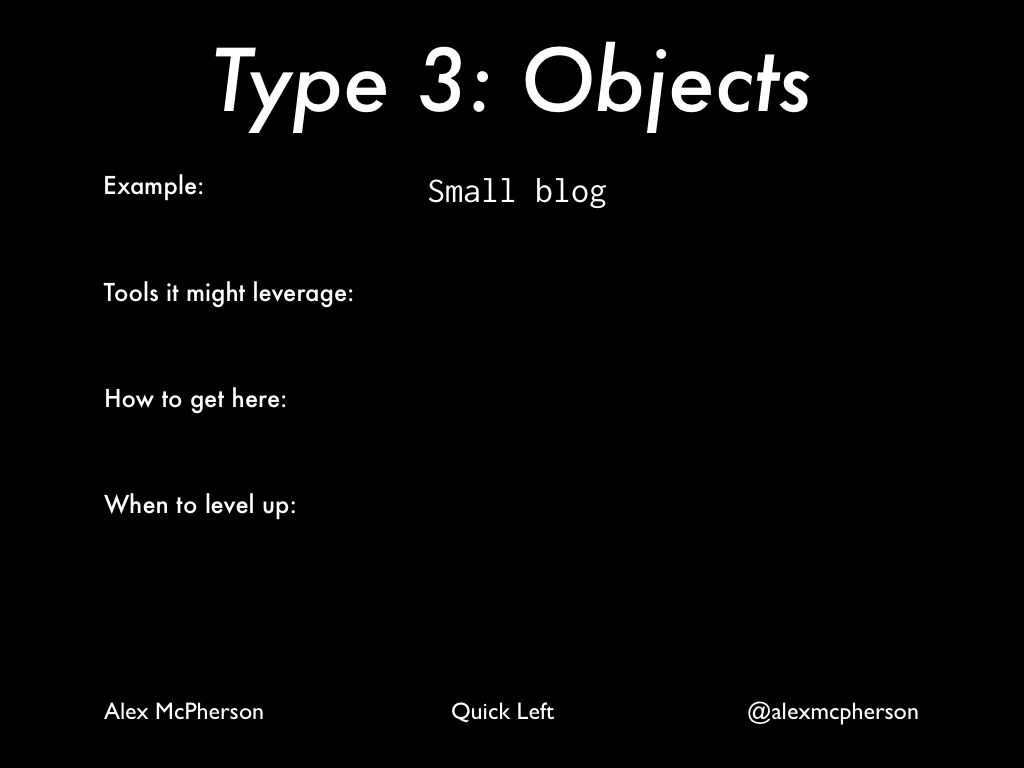 Type 3: Objects
Example: Small blog
Tools it might leverage:
How to get here:
When to level up:
Alex McPherson Quick Left @alexmcpherson